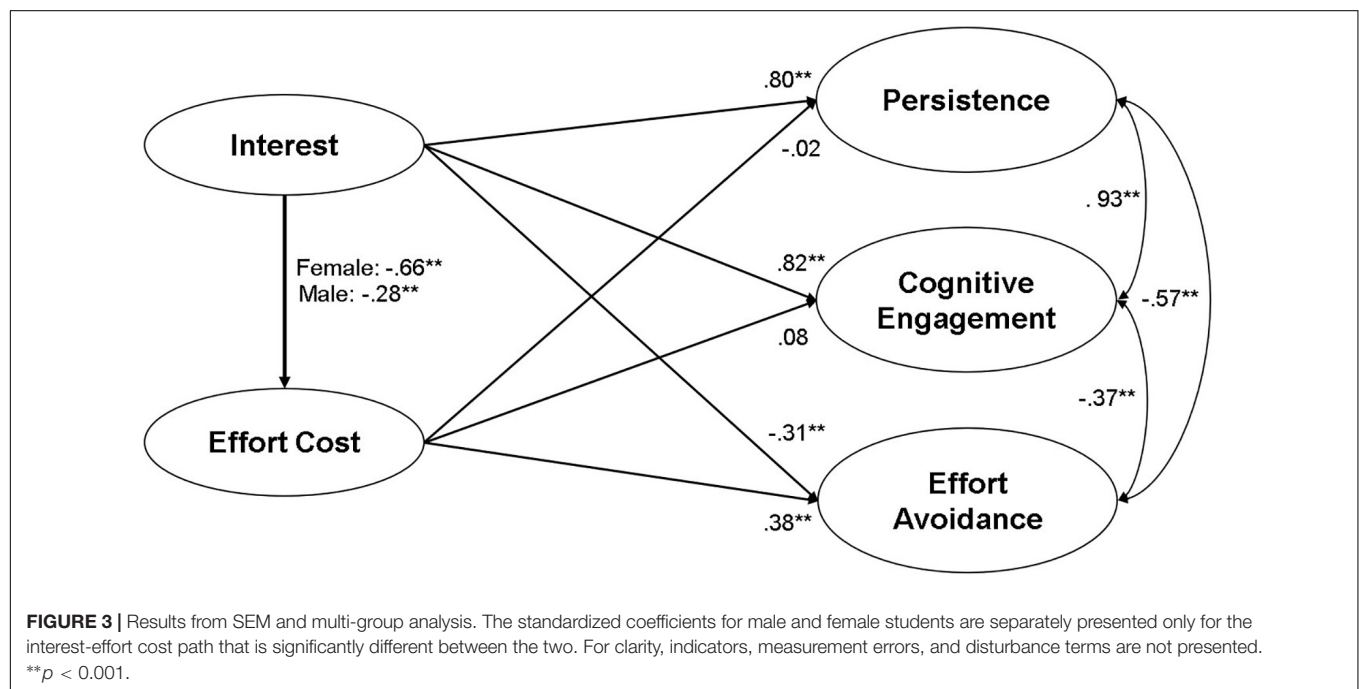 Interest
Female: -.66**
Male: -.28**
Effort Cost
.80**
-.02
.82**
.08
-.31**
.38**
Persistence
Cognitive
Engagement
Effort
Avoidance
. 93**
-.57**
-.37**
FIGURE 3 | Results from SEM and multi-group analysis. The standardized coefficients for male and female students are separately presented only for the
interest-effort cost path that is significantly different between the two. For clarity, indicators, measurement errors, and disturbance terms are not presented.
**p < 0.001.